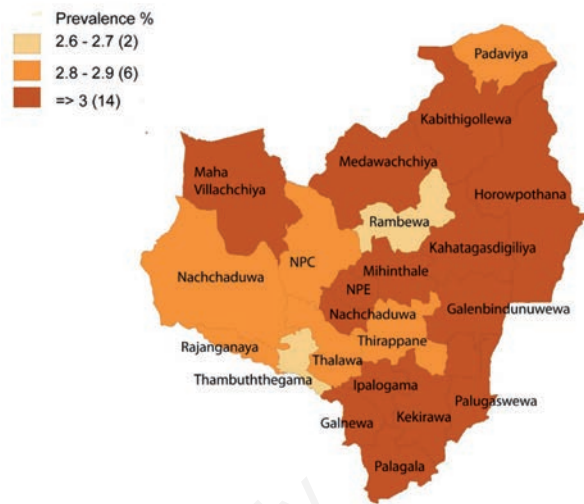 Prevalence %
2.6 - 2.7 (2)
2.8 - 2.9 (6)
=> 3 (14)
Padaviya
Kabithigollewa
Medawachchiya
Maha
Villachchiya
Horowpothana
Rambewa
Kahatagasdigiliya
NPC
Mihinthale
Nachchaduwa
NPE
Nachchaduwa
Galenbindunuwewa
Rajanganaya
Thirappane
Thalawa
Thambuththegama
Ipalogama
Palugaswewa
Galnewa
Kekirawa
Palagala